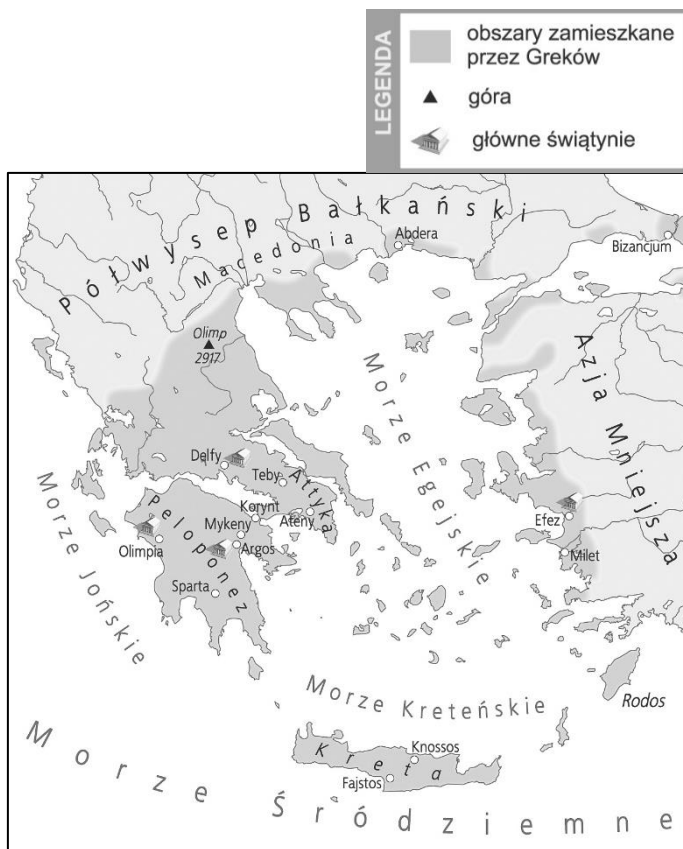 LEGENDA
obszary zamieszkane
przez Greków
góra
główne świątynie
Półwysep Bałkański
Macedonia
Abdera
Bizancjum
Olimp
2917
Azja Mniejsza
Morze Egejskie
Delfy
Teby
Attyka
Morze Jońskie
Peloponez
Korynt
Ateny
Mykeny
Olimpia
Argos
Efez
Milet
Sparta
Rodos
Morze Kreteńskie
Knossos
Kreta
Fajstos
Morze Śródziemne